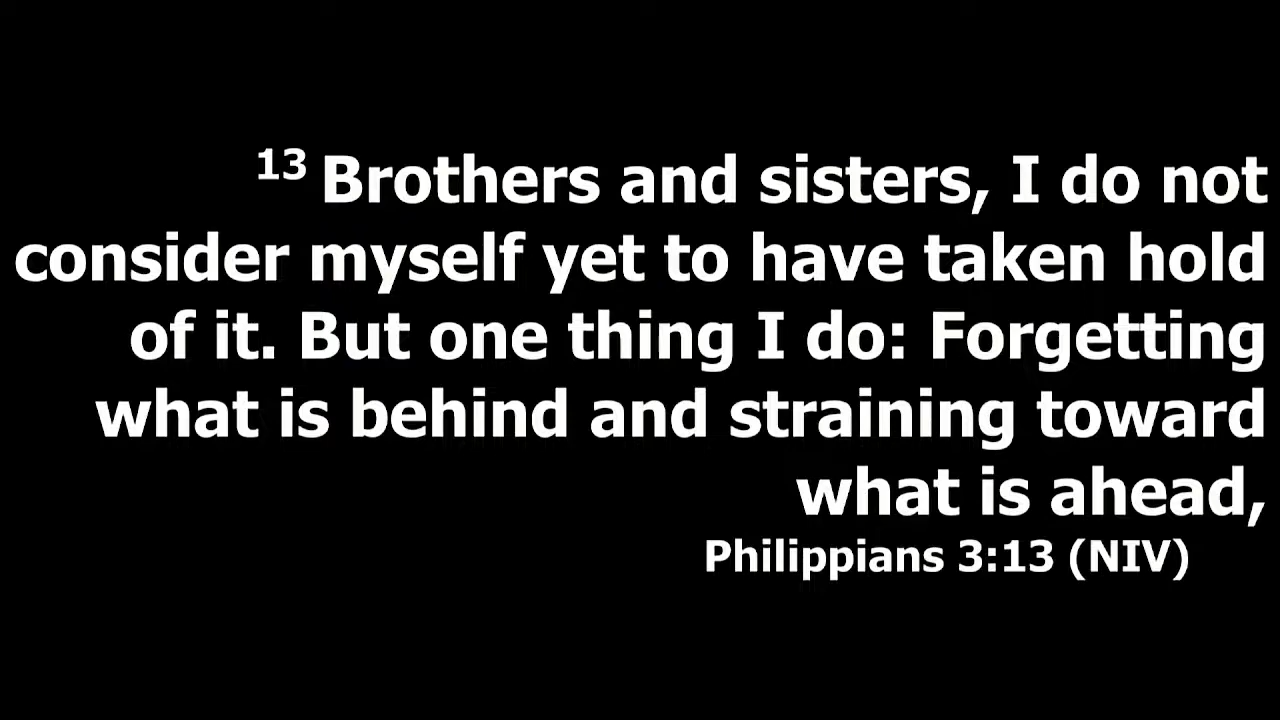 13 Brothers and sisters, I do not
consider myself yet to have taken hold
of it. But one thing I do: Forgetting
what is behind and straining toward
what is ahead,
Philippians 3:13 (NIV)